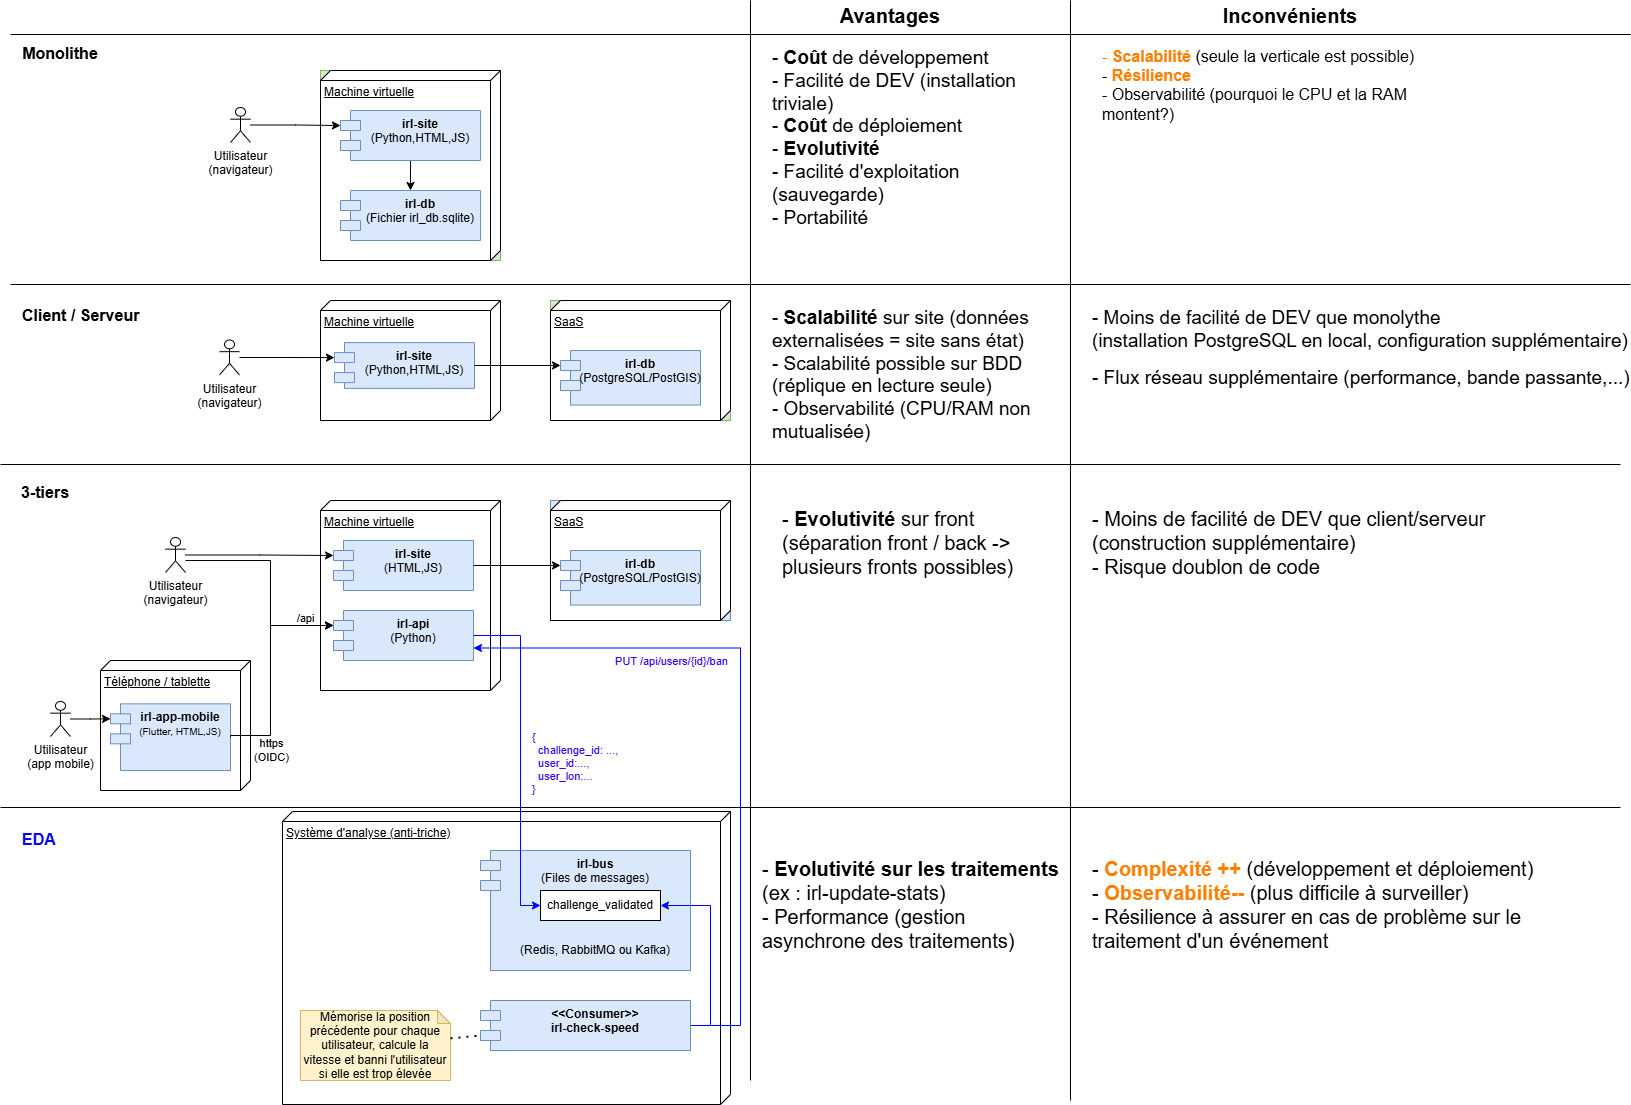 Avantages
Inconvénients
Monolithe
Machine virtuelle
irl-site
(Python,HTML,JS)
Utilisateur
(navigateur)
irl-db
(Fichier irl_db.sqlite)
- Coût de développement
- Facilité de DEV (installation
triviale)
- Coût de déploiement
- Evolutivité
- Facilité d'exploitation
(sauvegarde)
- Portabilité
- Scalabilité (seule la verticale est possible)
- Résilience
- Observabilité (pourquoi le CPU et la RAM
montent?)
Client / Serveur
Machine virtuelle
irl-site
(Python,HTML,JS)
Utilisateur
(navigateur)
SaaS
irl-db
(PostgreSQL/PostGIS)
- Scalabilité sur site (données
externalisées = site sans état)
- Scalabilité possible sur BDD
(réplique en lecture seule)
- Observabilité (CPU/RAM non
mutualisée)
- Moins de facilité de DEV que monolythe
(installation PostgreSQL en local, configuration supplémentaire)
- Flux réseau supplémentaire (performance, bande passante,...)
3-tiers
Machine virtuelle
irl-site
(HTML,JS)
SaaS
irl-db
(PostgreSQL/PostGIS)
Utilisateur
(navigateur)
/api
irl-api
(Python)
PUT /api/users/{id}/ban
Téléphone / tablette
irl-app-mobile
(Flutter, HTML,JS)
Utilisateur
(app mobile)
https
(OIDC)
{
challenge_id: ...,
user_id:...,
user_lon:...
}
- Evolutivité sur front
(séparation front / back ->
plusieurs fronts possibles)
- Moins de facilité de DEV que client/serveur
(construction supplémentaire)
- Risque doublon de code
EDA
Système d'analyse (anti-triche)
irl-bus
(Files de messages)
challenge_validated
(Redis, RabbitMQ ou Kafka)
<<Consumer>>
irl-check-speed
Mémorise la position
précédente pour chaque
utilisateur, calcule la
vitesse et banni l'utilisateur
si elle est trop élevée
- Evolutivité sur les traitements
(ex : irl-update-stats)
- Performance (gestion
asynchrone des traitements)
- Complexité ++ (développement et déploiement)
- Observabilité-- (plus difficile à surveiller)
- Résilience à assurer en cas de problème sur le
traitement d'un événement